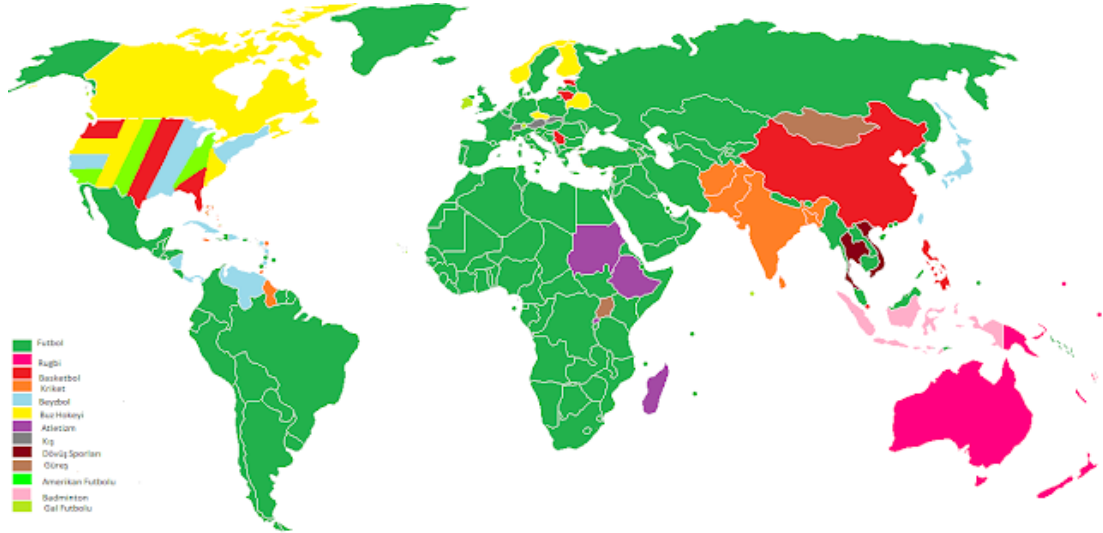 Futbol
Rugbi
Basketbol
Kriket
Beyzbol
Buz Hokeyi
Atletizm
Kış
Dövüş Sporları
Güreş
Amerikan Futbolu
Badminton
Gal Futbolu